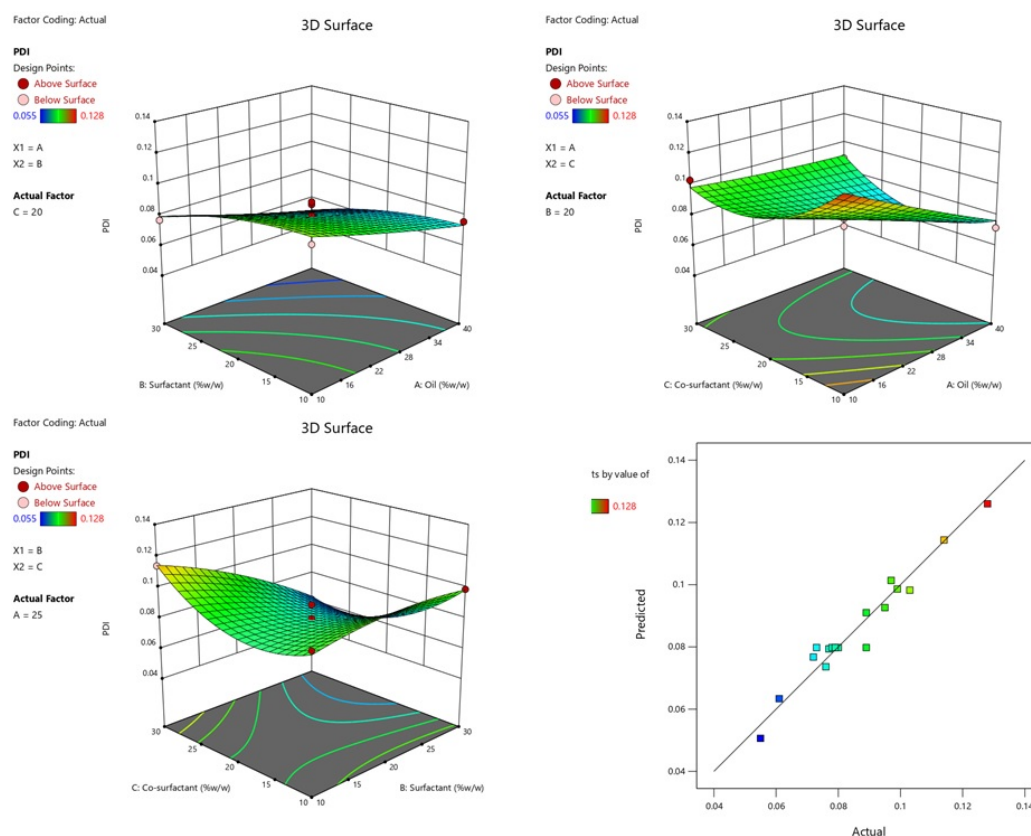 Factor Coding: Actual
3D Surface
PDI
Design Points:
Above Surface
Below Surface
0.055 0.128
X1 = A
X2 = B
Actual Factor
C = 20
0.14
0.12
0.1
0.08
0.06
0.04
PDI
30
25
20
15
10
10
16
22
28
34
40
B: Surfactant (%w/w)
A: Oil (%w/w)
Factor Coding: Actual
3D Surface
PDI
Design Points:
Above Surface
Below Surface
0.055 0.128
X1 = A
X2 = C
Actual Factor
B = 20
0.14
0.12
0.1
0.08
0.06
0.04
PDI
30
25
20
15
10
10
16
22
28
34
40
C: Co-surfactant (%w/w)
A: Oil (%w/w)
Factor Coding: Actual
3D Surface
PDI
Design Points:
Above Surface
Below Surface
0.055 0.128
X1 = B
X2 = C
Actual Factor
A = 25
0.14
0.12
0.1
0.08
0.06
0.04
PDI
30
25
20
15
10
10
15
20
25
30
C: Co-surfactant (%w/w)
B: Surfactant (%w/w)
ts by value of
0.128
0.14
0.12
0.1
0.08
0.06
0.04
Predicted
0.04 0.06 0.08 0.1 0.12 0.14
Actual